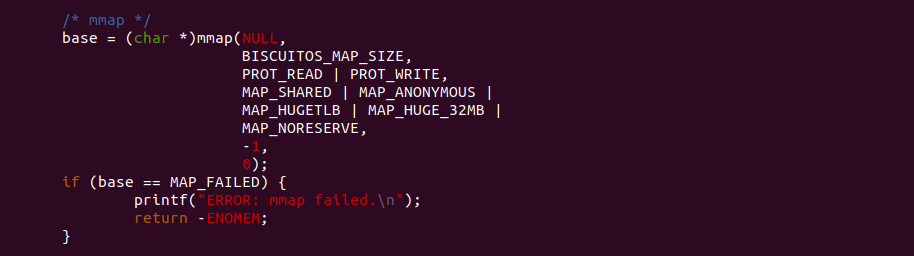 /* mmap */
base = (char *)mmap(NULL,
BISCUITOS_MAP_SIZE,
PROT_READ | PROT_WRITE,
MAP_SHARED | MAP_ANONYMOUS |
MAP_HUGETLB | MAP_HUGE_32MB |
MAP_NORESERVE,
-1,
0);
if (base == MAP_FAILED) {
printf("ERROR: mmap failed.\n");
return -ENOMEM;
}